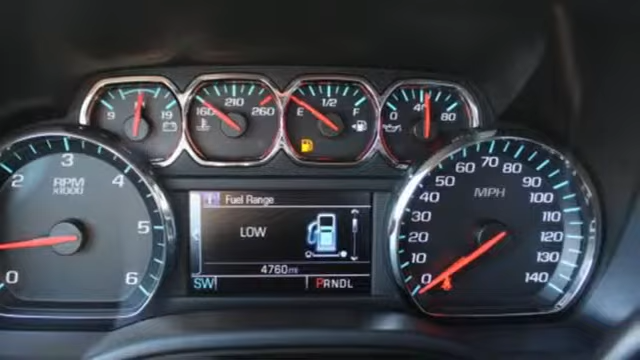 9 19
160 210 260
E 1/2 F
0 40 80
RPM
x1000
0 2 3 4 5 6
Fuel Range
LOW
4760 mi
SW PRNDL
MPH
0 10 20 30 40 50 60 70 80 90 100 110 120 130 140